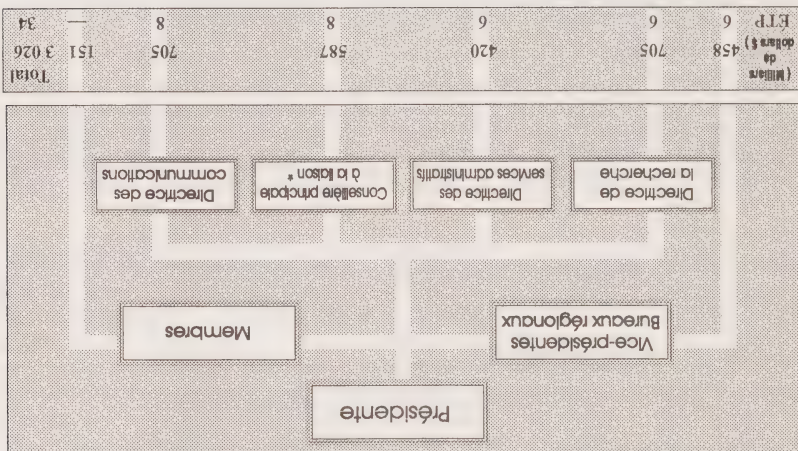 Présidente
Vice-présidentes
Bureaux régionaux
Membres
Directrice de
la recherche
Directrice des
services administratifs
Conseillère principale
à la liaison *
Directrice des
communications
Total
(Milliers
de
dollars $) 458 705 420 587 705 151 3 026
ÉTP 6 6 6 8 8 — 34